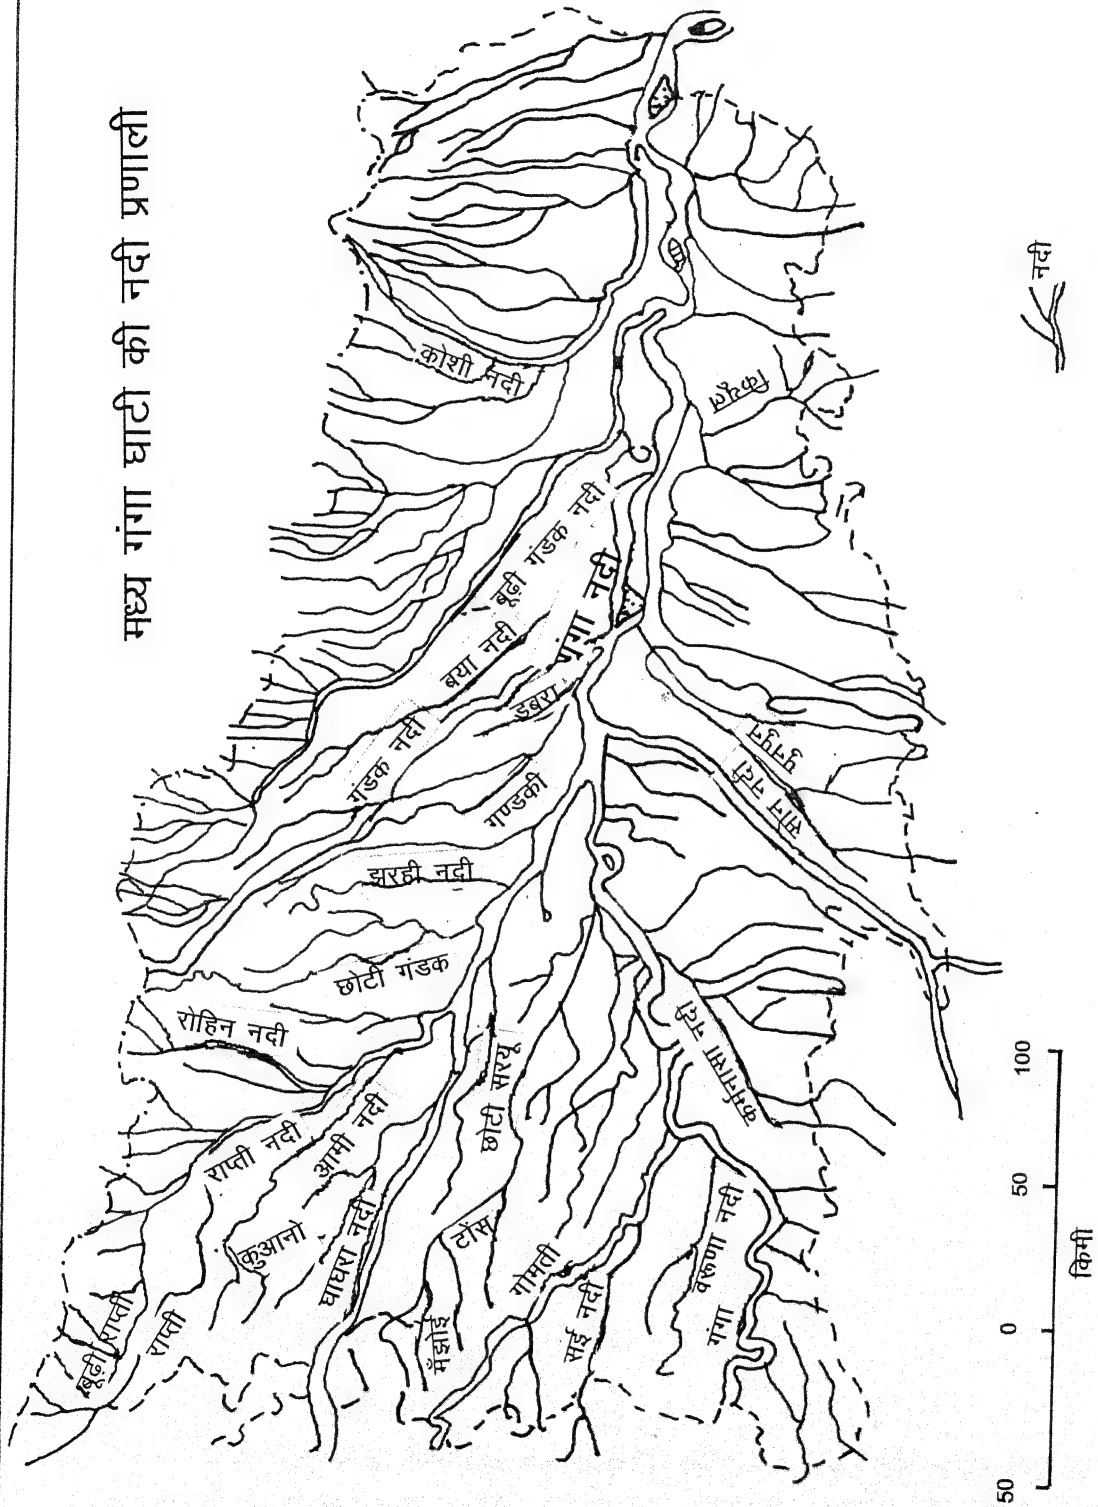 मध्य गंगा घाटी की नदी प्रणाली
नदी
कोशी नदी
कियूल
बूढ़ी गंडक नदी
गंगा नदी
बया नदी
डबरा
गंडक नदी
गण्डकी
पुनपुन
सोन नदी
झरही नदी
छोटी गंडक
रोहिन नदी
कर्मनासा नदी
छोटी सरयू
आमी नदी
राप्ती नदी
कुआनो
घाघरा नदी
टोंस
गोमती
वरुणा नदी
सई नदी
गंगा
मँझोई
बूढ़ी राप्ती
राप्ती
100
50
0
50
किमी